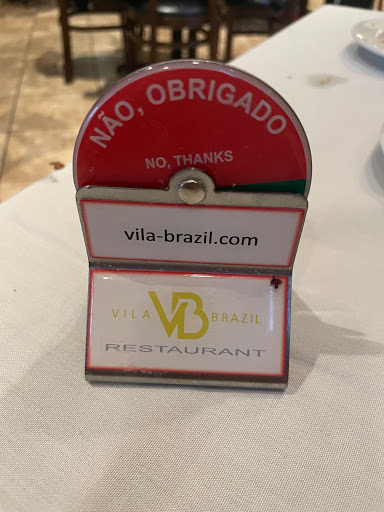 NÃO, OBRIGADO
NO, THANKS
vila-brazil.com
VILA VB BRAZIL
RESTAURANT